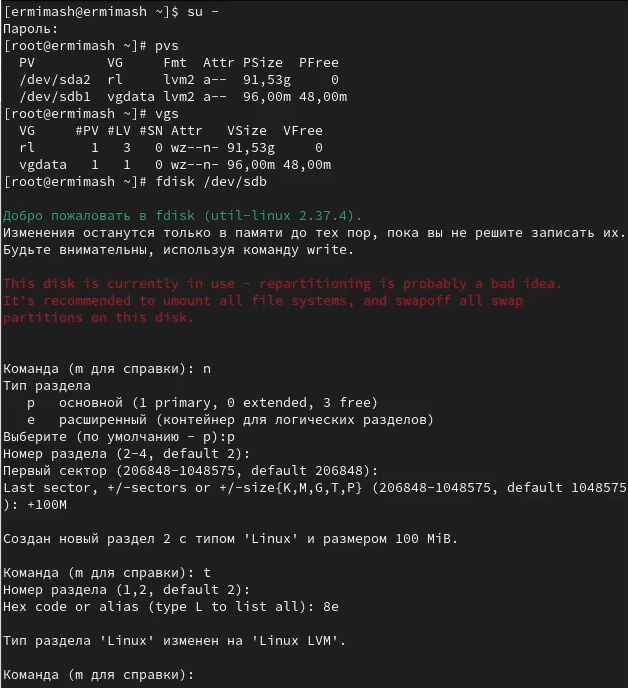 [ermimash@ermimash ~]$ su -
Пароль:
[root@ermimash ~]# pvs
  PV         VG     Fmt  Attr PSize  PFree
  /dev/sda2  rl     lvm2 a--  91,53g     0
  /dev/sdb1  vgdata lvm2 a--  96,00m 48,00m
[root@ermimash ~]# vgs
  VG     #PV #LV #SN Attr   VSize  VFree
  rl       1   3   0 wz--n- 91,53g     0
  vgdata   1   1   0 wz--n- 96,00m 48,00m
[root@ermimash ~]# fdisk /dev/sdb
Добро пожаловать в fdisk (util-linux 2.37.4).
Изменения останутся только в памяти до тех пор, пока вы не решите записать их.
Будьте внимательны, используя команду write.
This disk is currently in use - repartitioning is probably a bad idea.
It's recommended to umount all file systems, and swapoff all swap
partitions on this disk.
Команда (m для справки): n
Тип раздела
   p   основной (1 primary, 0 extended, 3 free)
   e   расширенный (контейнер для логических разделов)
Выберите (по умолчанию - p):p
Номер раздела (2-4, default 2):
Первый сектор (206848-1048575, default 206848):
Last sector, +/-sectors or +/-size{K,M,G,T,P} (206848-1048575, default 1048575
): +100M
Создан новый раздел 2 с типом 'Linux' и размером 100 MiB.
Команда (m для справки): t
Номер раздела (1,2, default 2):
Hex code or alias (type L to list all): 8e
Тип раздела 'Linux' изменен на 'Linux LVM'.
Команда (m для справки):